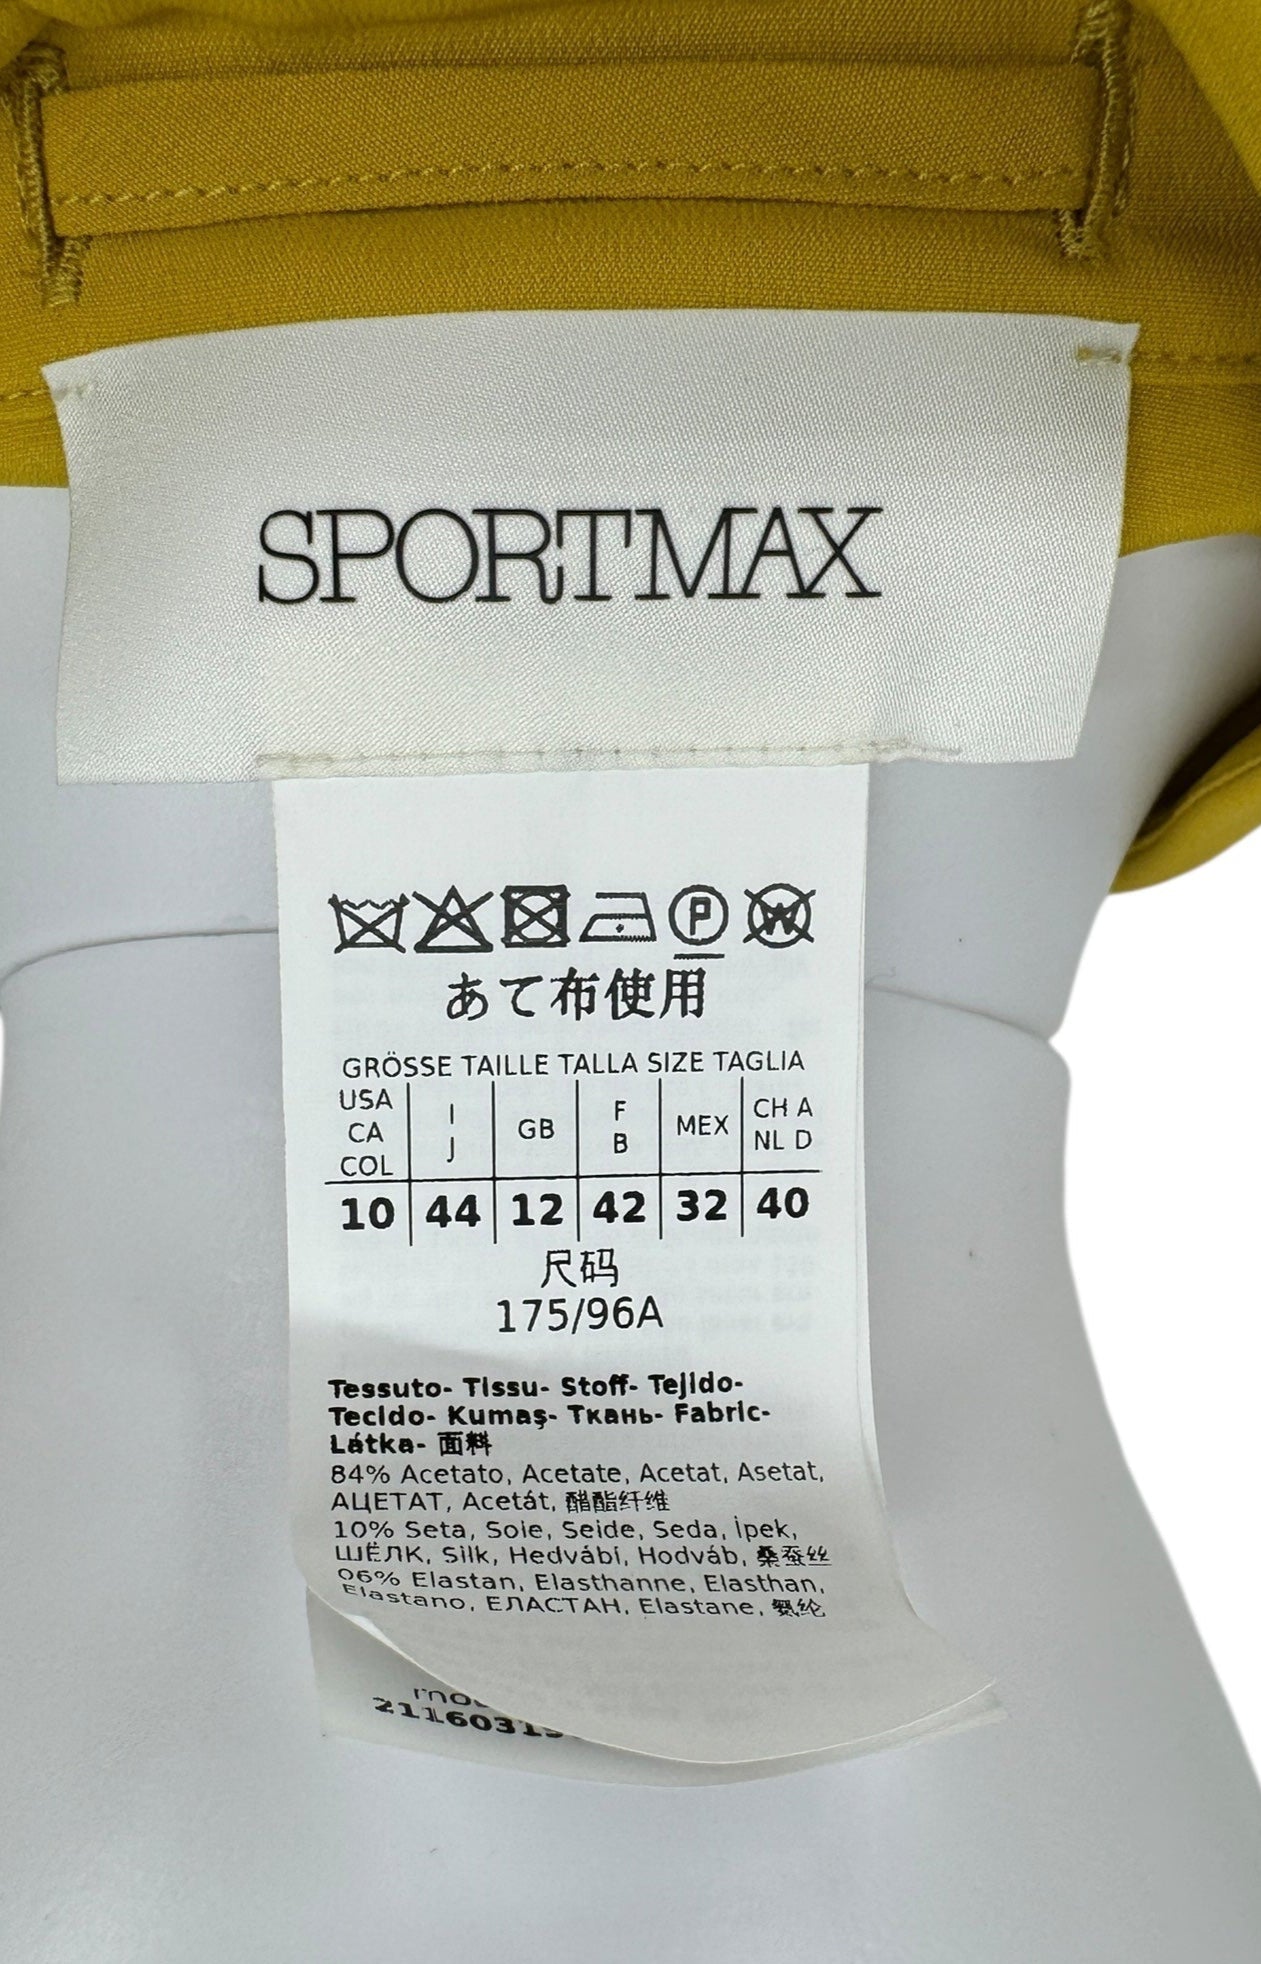 SPORTMAX
P W
あて布使用
GRÖSSE TAILLE TALLA SIZE TAGLIA
USA CA COL I J GB F B MEX CH A NL D
10 44 12 42 32 40
尺码
175/96A
Tessuto- Tissu- Stoff- Tejido-
Tecido- Kumaş- Ткань- Fabric-
Látka- 面料
84% Acetato, Acetate, Acetat, Asetat,
АЦЕТАТ, Acetát, 醋酯纤维
10% Seta, Soie, Seide, Seda, İpek,
ШЁЛК, Silk, Hedvábí, Hodváb, 桑蚕丝
06% Elastan, Elasthanne, Elasthan,
Elastano, ЕЛАСТАН, Elastane, 氨纶